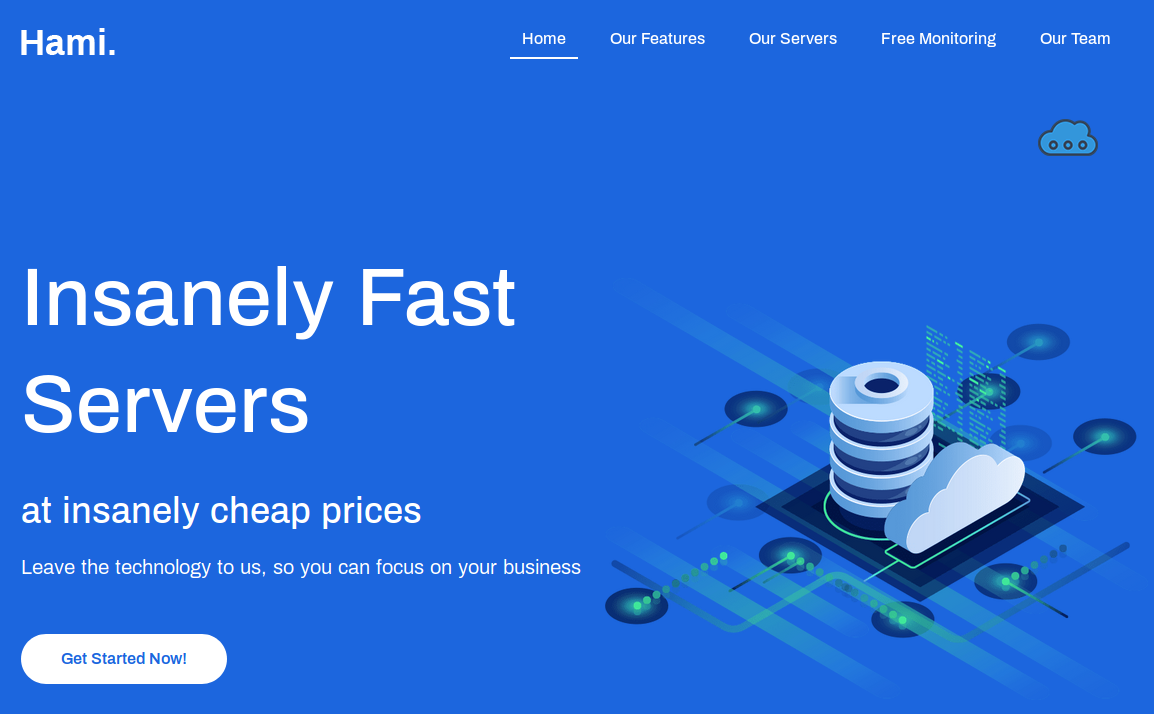 Hami.
Home
Our Features
Our Servers
Free Monitoring
Our Team
Insanely Fast
Servers
at insanely cheap prices
Leave the technology to us, so you can focus on your business
Get Started Now!